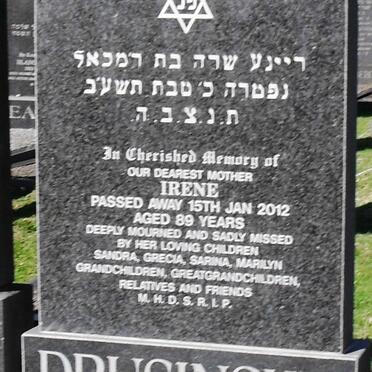 פנ
ריינע שרה בת ר׳מכאל
נפטרה כ׳ טבת תשע״ב
ת.נ.צ.ב.ה.
In Cherished Memory of
OUR DEAREST MOTHER
IRENE
PASSED AWAY 15TH JAN 2012
AGED 89 YEARS
DEEPLY MOURNED AND SADLY MISSED
BY HER LOVING CHILDREN
SANDRA, GRECIA, SARINA, MARILYN
GRANDCHILDREN, GREATGRANDCHILDREN,
RELATIVES AND FRIENDS
M. H. D. S. R. I. P.